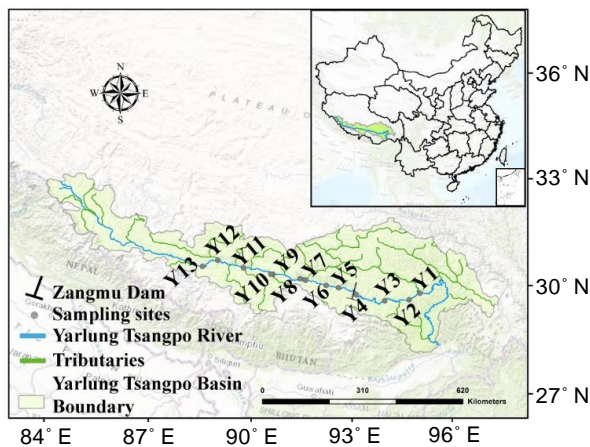 N
W E
S
PLATEAU O
36° N
33° N
30° N
27° N
Y13
Y12
Y11
Y10
Y9
Y8
Y7
Y6
Y5
Y4
Y3
Y2
Y1
NEPAL
BHUTAN
Siliguri
Guwahati
Zangmu Dam
Sampling sites
Yarlung Tsangpo River
Tributaries
Yarlung Tsangpo Basin
Boundary
0 310 620
Kilometers
84° E 87° E 90° E 93° E 96° E